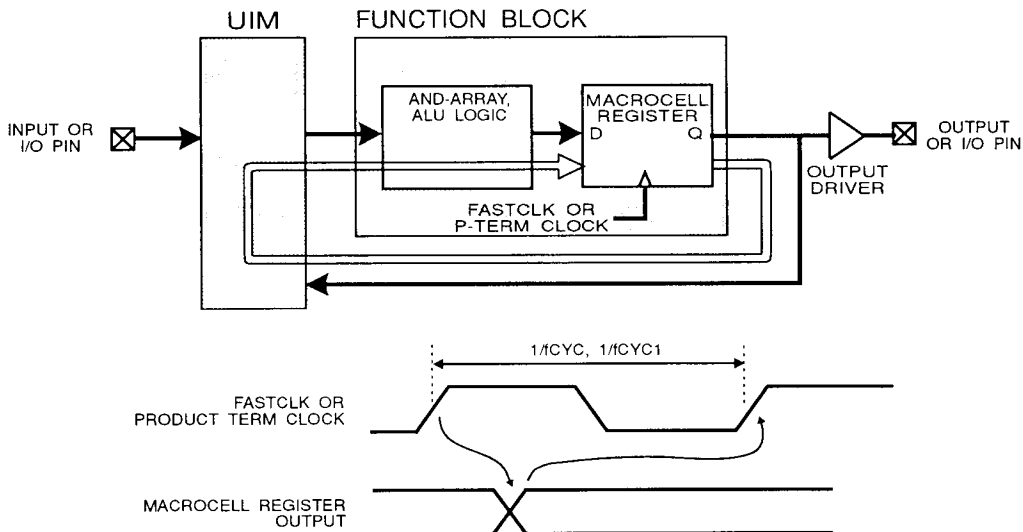 UIM
FUNCTION BLOCK
AND-ARRAY,
ALU LOGIC
MACROCELL
REGISTER
D
Q
INPUT OR
I/O PIN
OUTPUT
OR I/O PIN
OUTPUT
DRIVER
FASTCLK OR
P-TERM CLOCK
1/fCYC, 1/fCYC1
FASTCLK OR
PRODUCT TERM CLOCK
MACROCELL REGISTER
OUTPUT